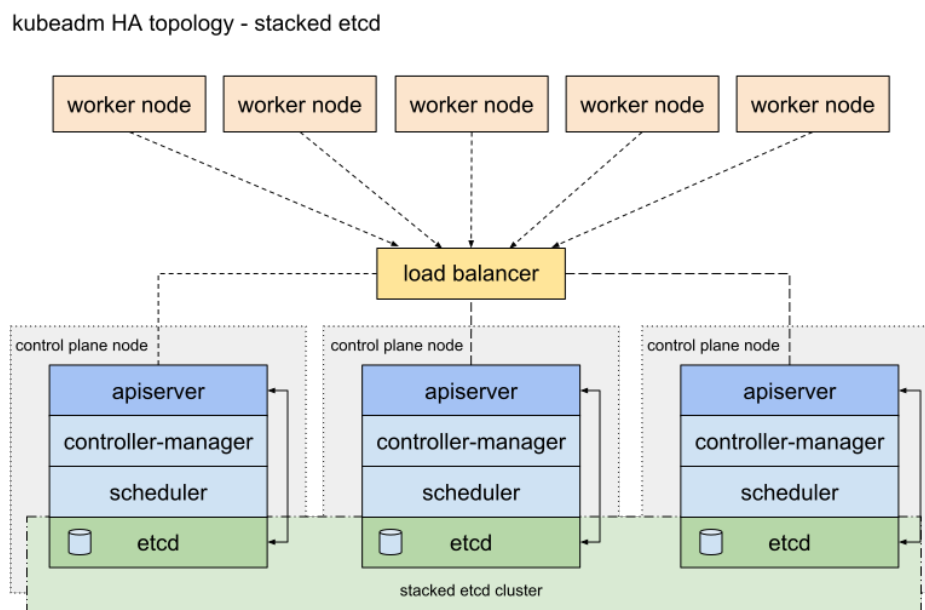 kubeadm HA topology - stacked etcd
worker node worker node worker node worker node worker node
load balancer
control plane node control plane node control plane node
apiserver apiserver apiserver
controller-manager controller-manager controller-manager
scheduler scheduler scheduler
etcd etcd etcd
stacked etcd cluster